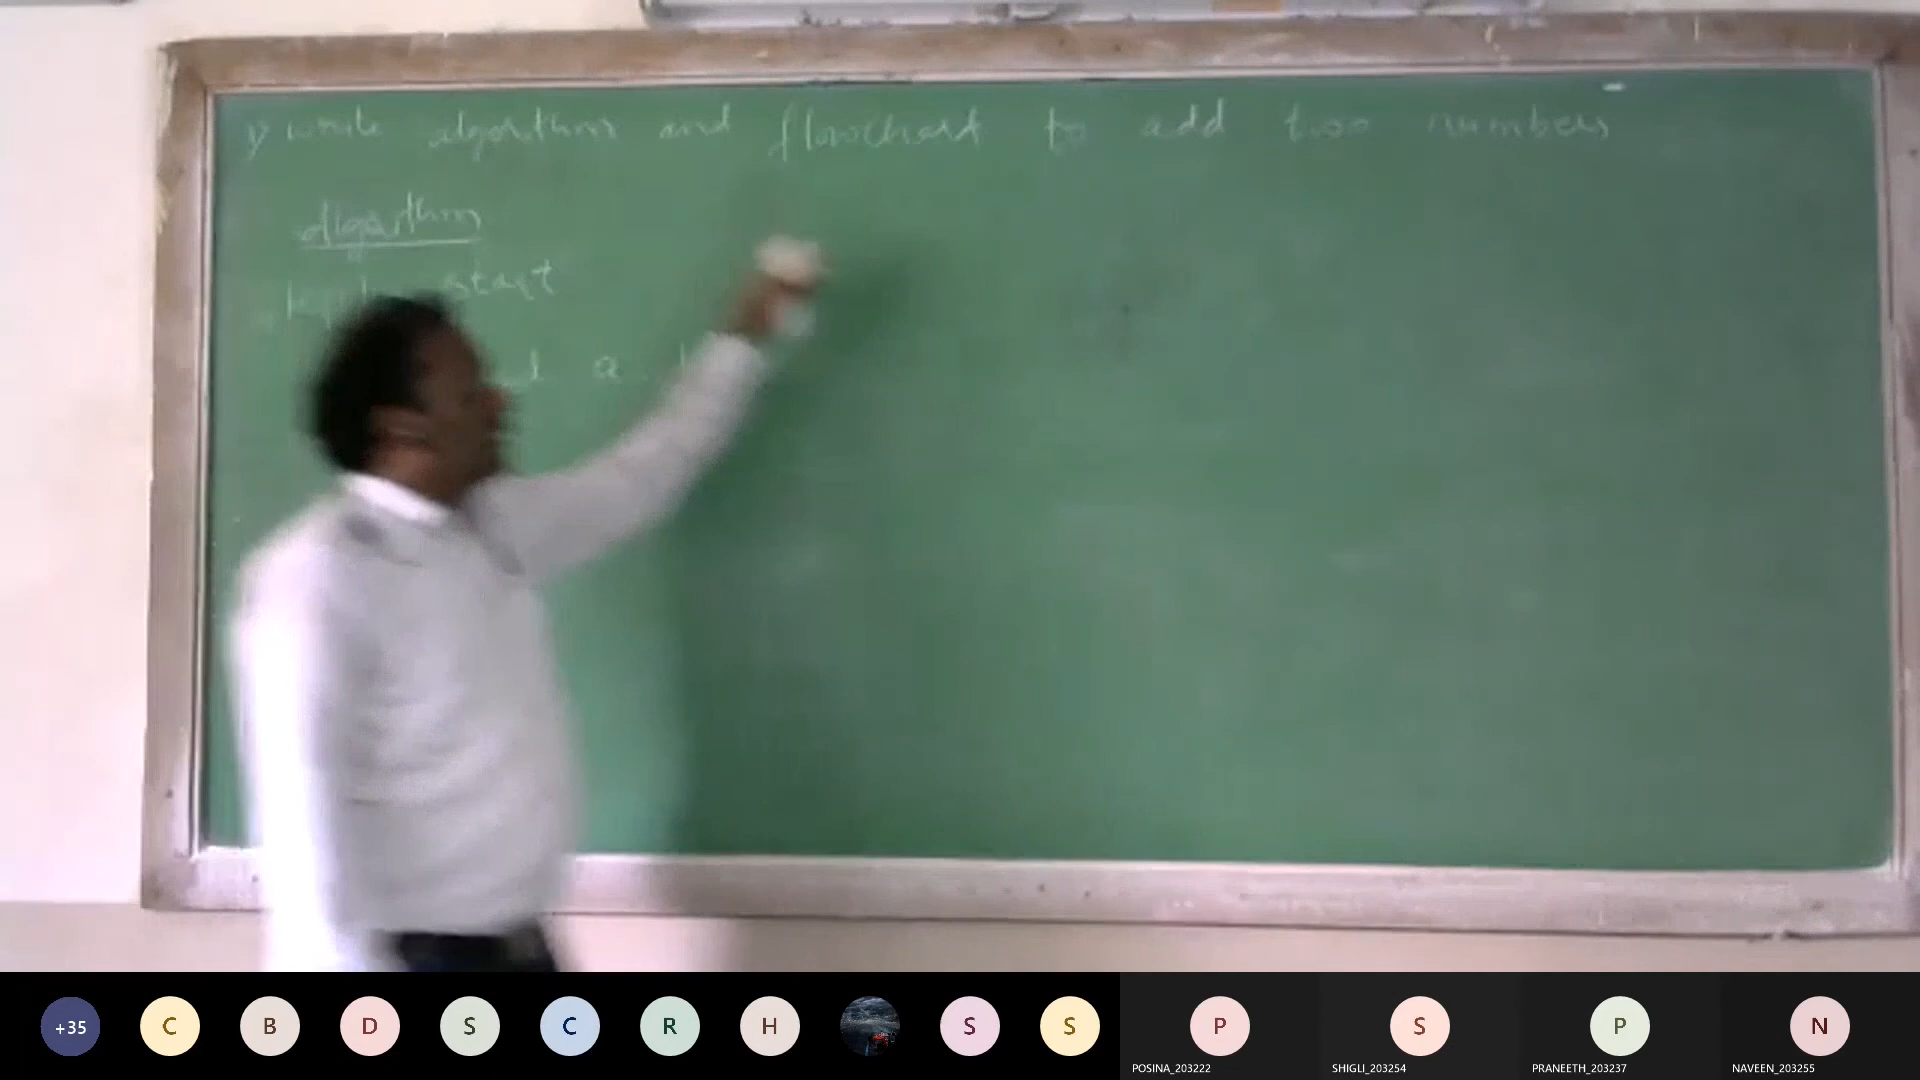 1) write algorithm and flowchart to add two numbers
algorithm
start
a
+35 C B D S C R H S S P S P N
POSINA_203222 SHIGLI_203254 PRANEETH_203237 NAVEEN_203255